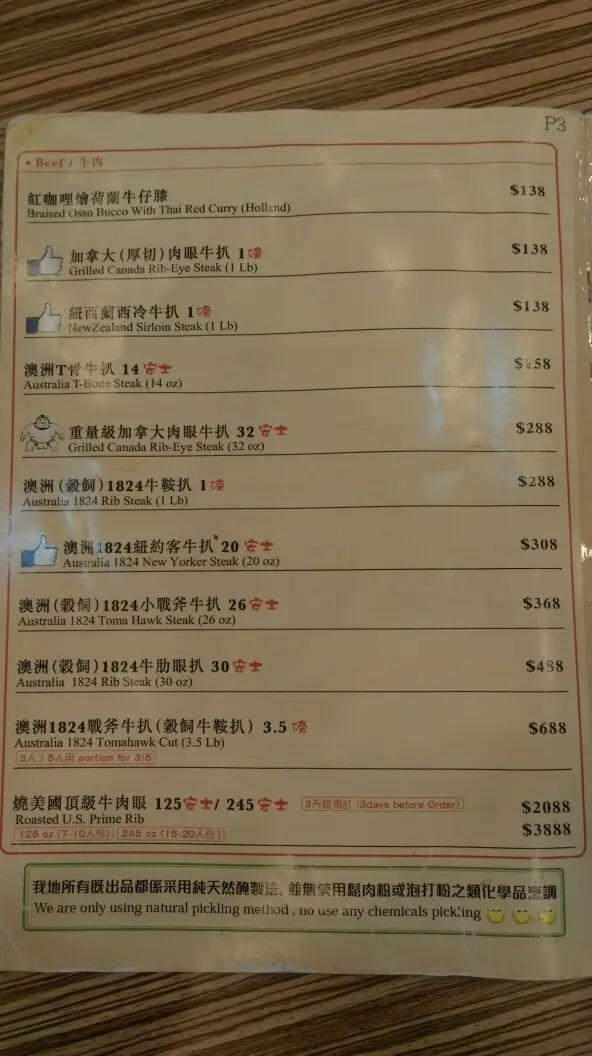 P3
• Beef / 牛肉
紅咖哩燴荷蘭牛仔膝 $138
Braised Osso Bucco With Thai Red Curry (Holland)
加拿大(厚切)肉眼牛扒 1磅 $138
Grilled Canada Rib-Eye Steak (1 Lb)
紐西蘭西冷牛扒 1磅 $138
NewZealand Sirloin Steak (1 Lb)
澳洲T骨牛扒 14安士 $158
Australia T-Bone Steak (14 oz)
重量級加拿大肉眼牛扒 32安士 $288
Grilled Canada Rib-Eye Steak (32 oz)
澳洲(穀飼)1824牛鞍扒 1磅 $288
Australia 1824 Rib Steak (1 Lb)
澳洲1824紐約客牛扒*20安士 $308
Australia 1824 New Yorker Steak (20 oz)
澳洲(穀飼)1824小戰斧牛扒 26安士 $368
Australia 1824 Toma Hawk Steak (26 oz)
澳洲(穀飼)1824牛肋眼扒 30安士 $488
Australia 1824 Rib Steak (30 oz)
澳洲1824戰斧牛扒(穀飼牛鞍扒) 3.5磅 $688
Australia 1824 Tomahawk Cut (3.5 Lb)
3人 / 5人用 portion for 3/5
燒美國頂級牛肉眼 125安士/ 245安士 3天前預訂 /3days before Order) $2088
Roasted U.S. Prime Rib $3888
125 oz (7-10人份) 245 oz (15-20人份)
我地所有既出品都係采用純天然醃製法, 並無使用鬆肉粉或泡打粉之類化學品烹調
We are only using natural pickling method , no use any chemicals pickling